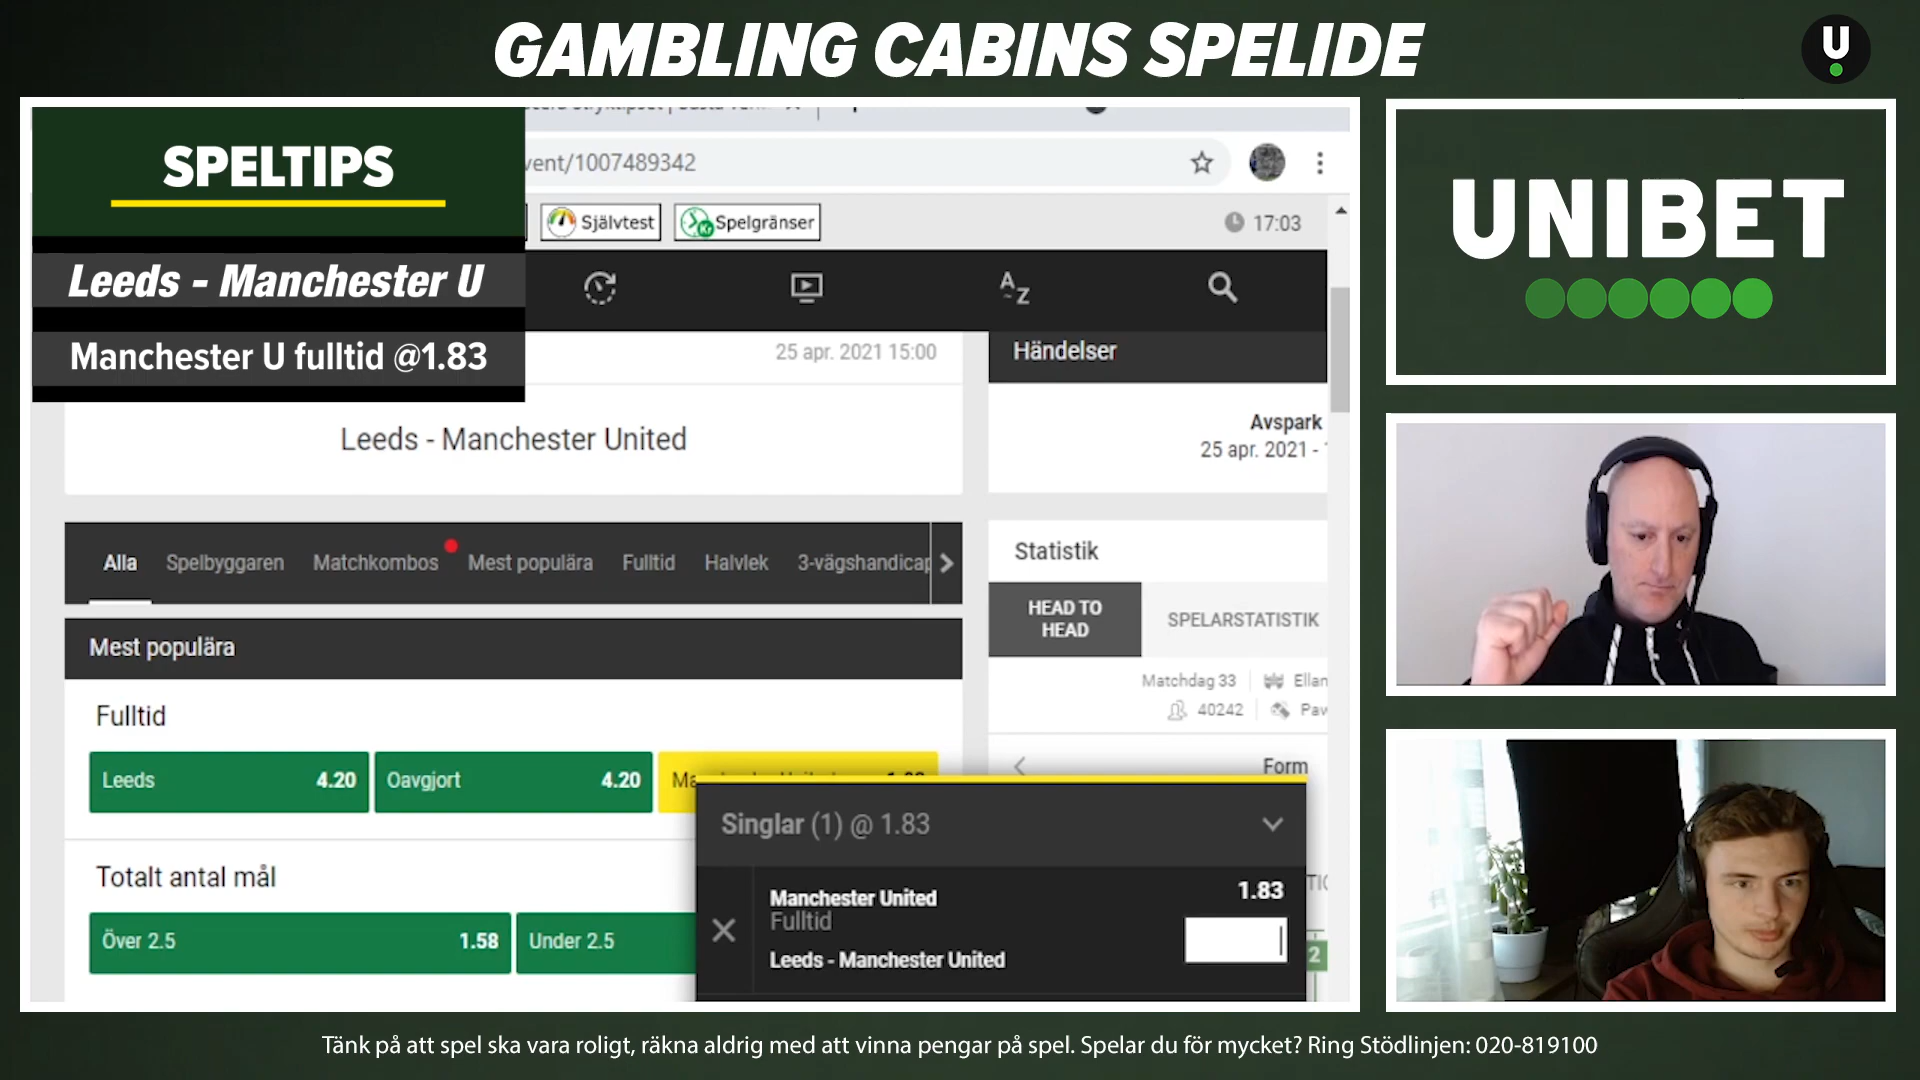 GAMBLING CABINS SPELIDE
U
SPELTIPS
Leeds - Manchester U
Manchester U fulltid @1.83
vent/1007489342
Självtest
Spelgränser
17:03
A~Z
25 apr. 2021 15:00
Leeds - Manchester United
Händelser
Avspark
25 apr. 2021 -
Alla Spelbyggaren Matchkombos Mest populära Fulltid Halvlek 3-vägshandicap
Mest populära
Statistik
HEAD TO
HEAD
SPELARSTATISTIK
Matchdag 33
Ellan
40242
Pav
Form
Fulltid
Leeds 4.20
Oavgjort 4.20
Totalt antal mål
Över 2.5 1.58
Under 2.5
Singlar (1) @ 1.83
Manchester United 1.83
Fulltid
Leeds - Manchester United
2
UNIBET
Tänk på att spel ska vara roligt, räkna aldrig med att vinna pengar på spel. Spelar du för mycket? Ring Stödlinjen: 020-819100